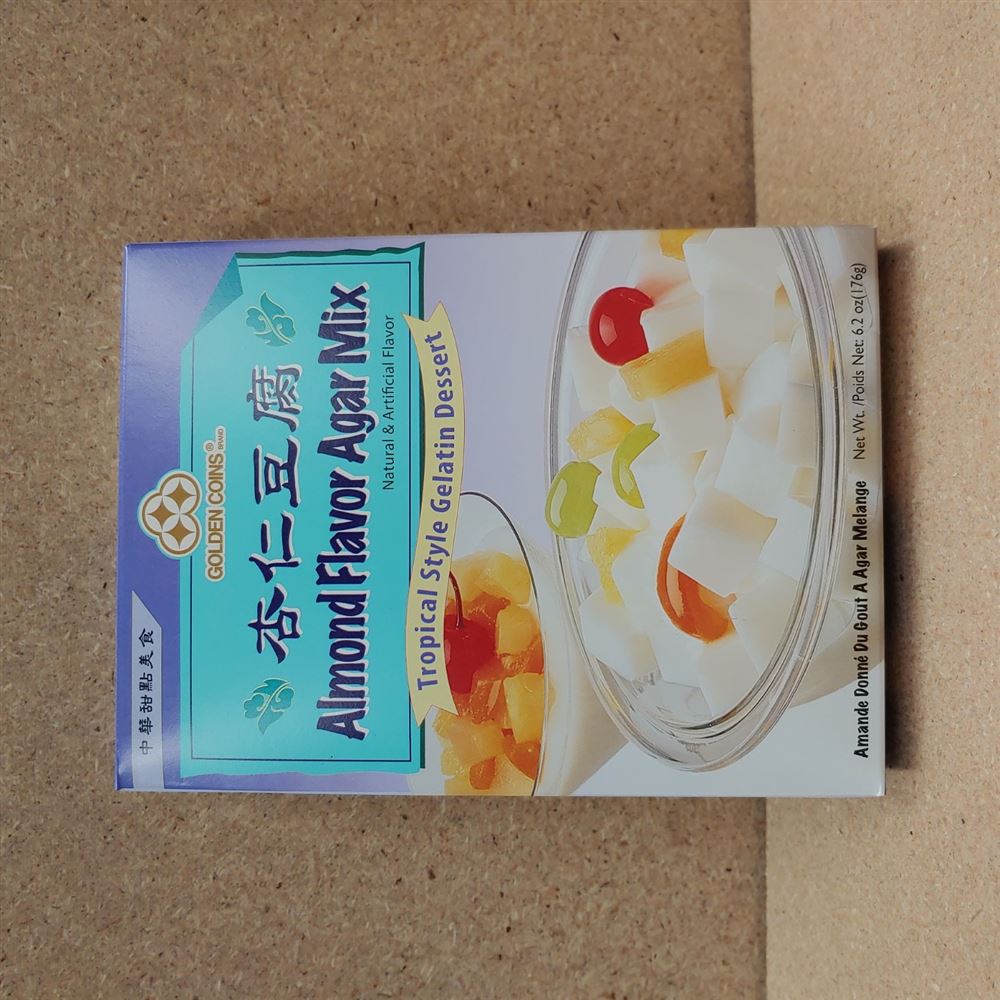 中華甜點美食
GOLDEN COINS® BRAND
杏仁豆腐
Almond Flavor Agar Mix
Natural & Artificial Flavor
Tropical Style Gelatin Dessert
Amande Donné Du Gout A Agar Melange Net Wt. /Poids Net: 6.2 oz(176g)